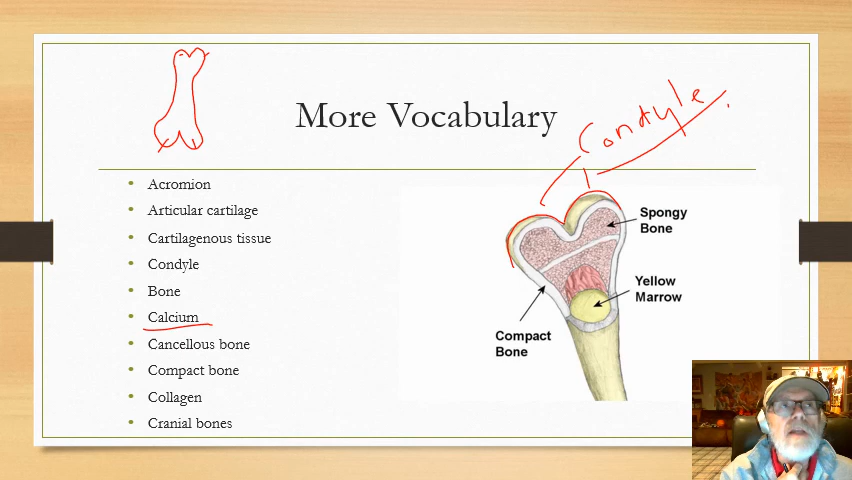 More Vocabulary
Condyle
Acromion
Articular cartilage
Cartilagenous tissue
Condyle
Bone
Calcium
Cancellous bone
Compact bone
Collagen
Cranial bones
Spongy
Bone
Yellow
Marrow
Compact
Bone